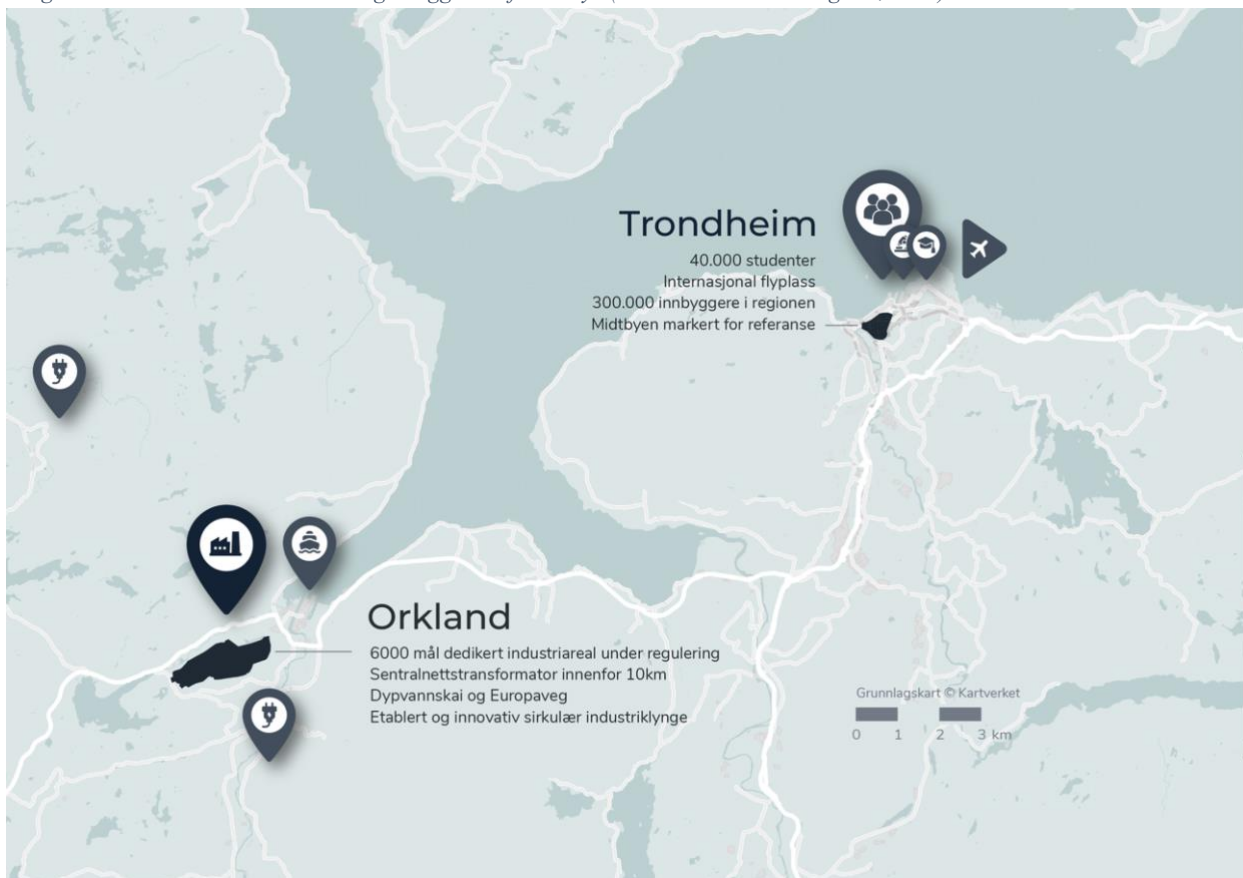 Trondheim
40.000 studenter
Internasjonal flyplass
300.000 innbyggere i regionen
Midtbyen markert for referanse
Orkland
6000 mål dedikert industriareal under regulering
Sentralnettstransformator innenfor 10km
Dypvannskai og Europaveg
Etablert og innovativ sirkulær industriklynge
Grunnlagskart © Kartverket
0 1 2 3 km